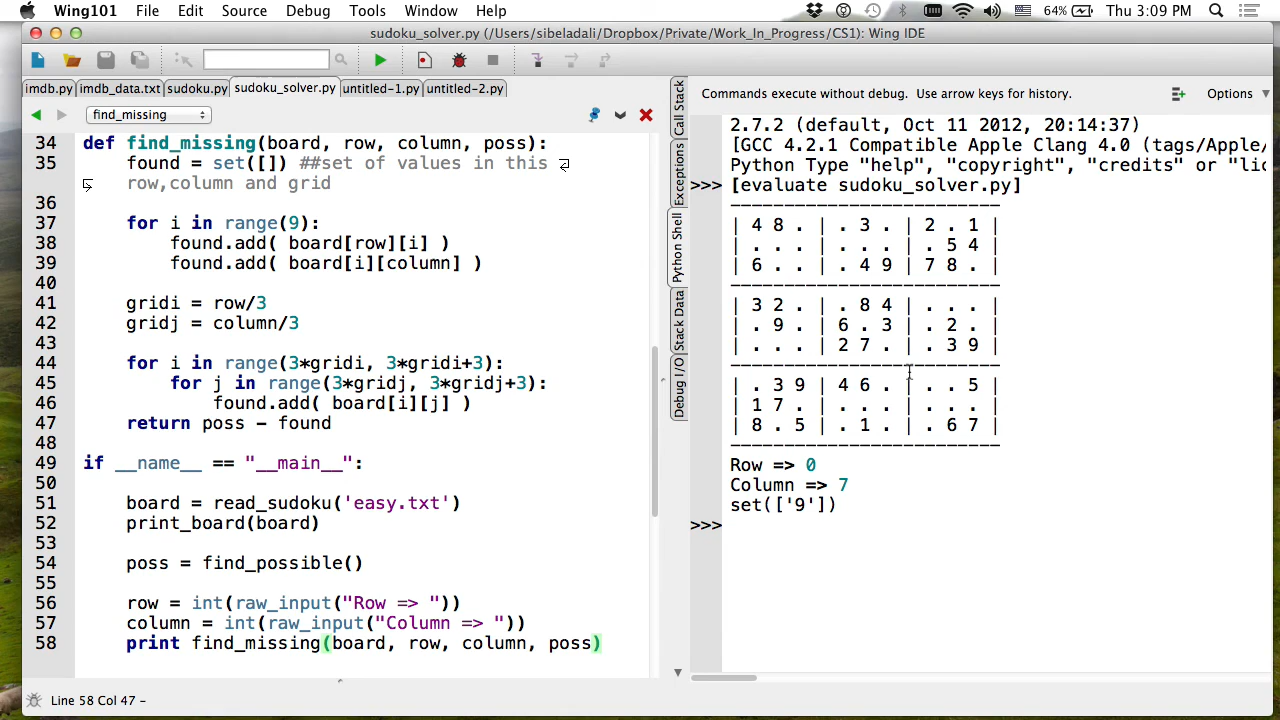 Wing101 File Edit Source Debug Tools Window Help 64% Thu 3:09 PM
sudoku_solver.py (/Users/sibeladali/Dropbox/Private/Work_In_Progress/CS1): Wing IDE
imdb.py imdb_data.txt sudoku.py sudoku_solver.py untitled-1.py untitled-2.py
find_missing
34 def find_missing(board, row, column, poss):
35 found = set([]) ##set of values in this
row,column and grid
36
37 for i in range(9):
38 found.add( board[row][i] )
39 found.add( board[i][column] )
40
41 gridi = row/3
42 gridj = column/3
43
44 for i in range(3*gridi, 3*gridi+3):
45 for j in range(3*gridj, 3*gridj+3):
46 found.add( board[i][j] )
47 return poss - found
48
49 if __name__ == "__main__":
50
51 board = read_sudoku('easy.txt')
52 print_board(board)
53
54 poss = find_possible()
55
56 row = int(raw_input("Row => "))
57 column = int(raw_input("Column => "))
58 print find_missing(board, row, column, poss)
Line 58 Col 47 -
Call Stack
Exceptions
Python Shell
Stack Data
Debug I/O
Commands execute without debug. Use arrow keys for history. Options
2.7.2 (default, Oct 11 2012, 20:14:37)
[GCC 4.2.1 Compatible Apple Clang 4.0 (tags/Apple/
Python Type "help", "copyright", "credits" or "lic
>>> [evaluate sudoku_solver.py]
-------------------------
| 4 8 . | . 3 . | 2 . 1 |
| . . . | . . . | . 5 4 |
| 6 . . | . 4 9 | 7 8 . |
-------------------------
| 3 2 . | . 8 4 | . . . |
| . 9 . | 6 . 3 | . 2 . |
| . . . | 2 7 . | . 3 9 |
-------------------------
| . 3 9 | 4 6 . | . . 5 |
| 1 7 . | . . . | . . . |
| 8 . 5 | . 1 . | . 6 7 |
-------------------------
Row => 0
Column => 7
set(['9'])
>>>